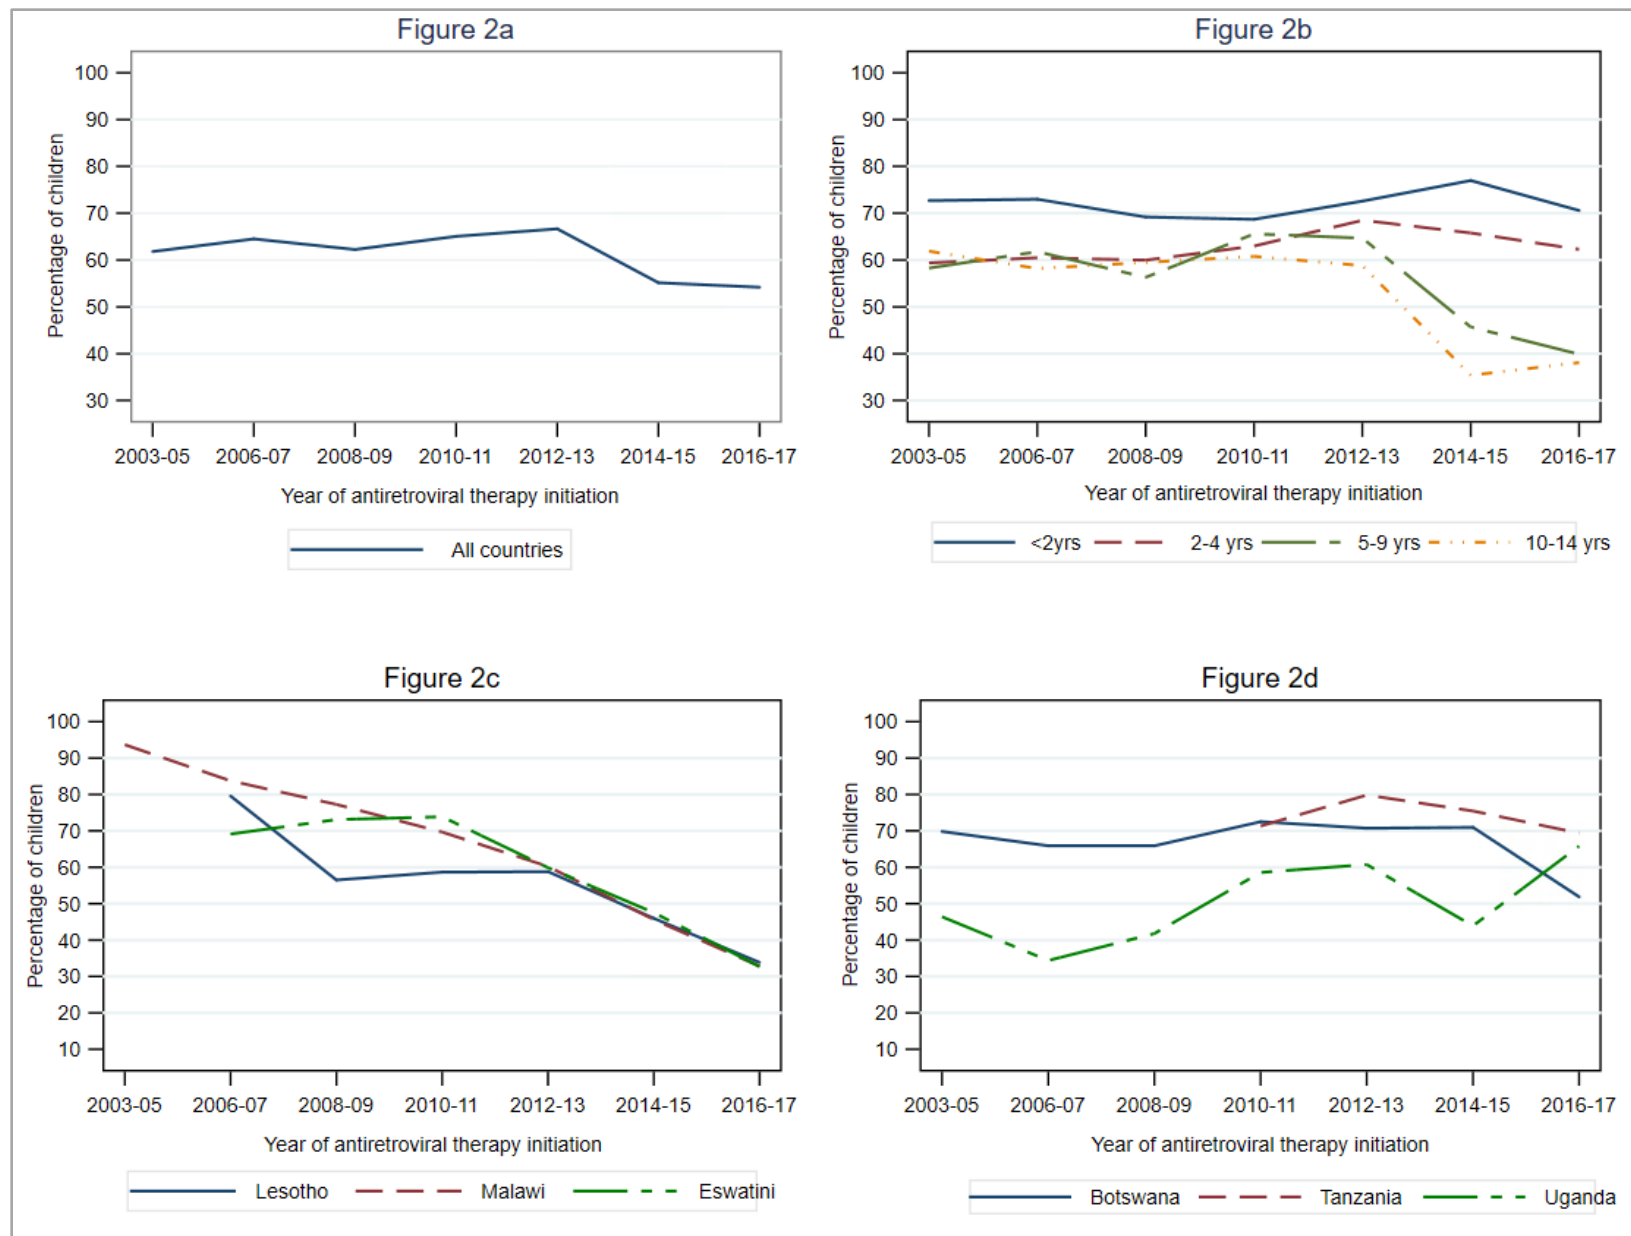 Figure 2a
100
90
80
70
60
50
40
30
Percentage of children
2003-05 2006-07 2008-09 2010-11 2012-13 2014-15 2016-17
Year of antiretroviral therapy initiation
All countries
Figure 2b
100
90
80
70
60
50
40
30
Percentage of children
2003-05 2006-07 2008-09 2010-11 2012-13 2014-15 2016-17
Year of antiretroviral therapy initiation
<2yrs 2-4 yrs 5-9 yrs 10-14 yrs
Figure 2c
100
90
80
70
60
50
40
30
20
10
Percentage of children
2003-05 2006-07 2008-09 2010-11 2012-13 2014-15 2016-17
Year of antiretroviral therapy initiation
Lesotho Malawi Eswatini
Figure 2d
100
90
80
70
60
50
40
30
20
10
Percentage of children
2003-05 2006-07 2008-09 2010-11 2012-13 2014-15 2016-17
Year of antiretroviral therapy initiation
Botswana Tanzania Uganda